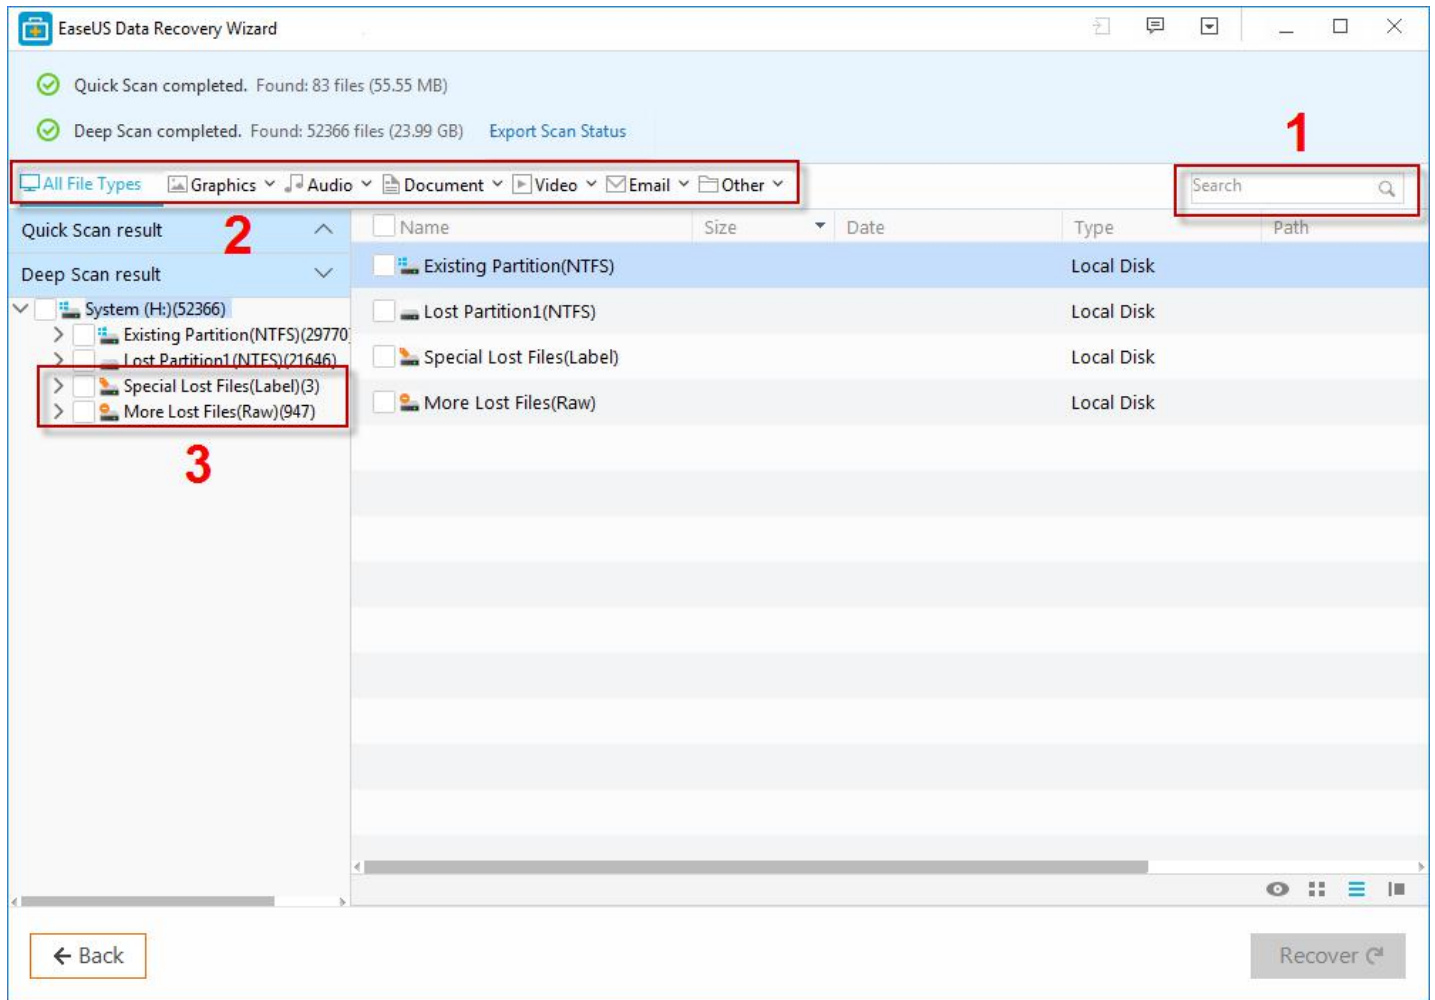 EaseUS Data Recovery Wizard
Quick Scan completed. Found: 83 files (55.55 MB)
Deep Scan completed. Found: 52366 files (23.99 GB) Export Scan Status
1
All File Types Graphics Audio Document Video Email Other
Search
2
Quick Scan result
Name Size Date Type Path
Deep Scan result
Existing Partition(NTFS) Local Disk
System (H:)(52366)
Lost Partition1(NTFS) Local Disk
Existing Partition(NTFS)(29770)
Lost Partition1(NTFS)(21646)
Special Lost Files(Label) Local Disk
Special Lost Files(Label)(3)
More Lost Files(Raw) Local Disk
More Lost Files(Raw)(947)
3
Back
Recover